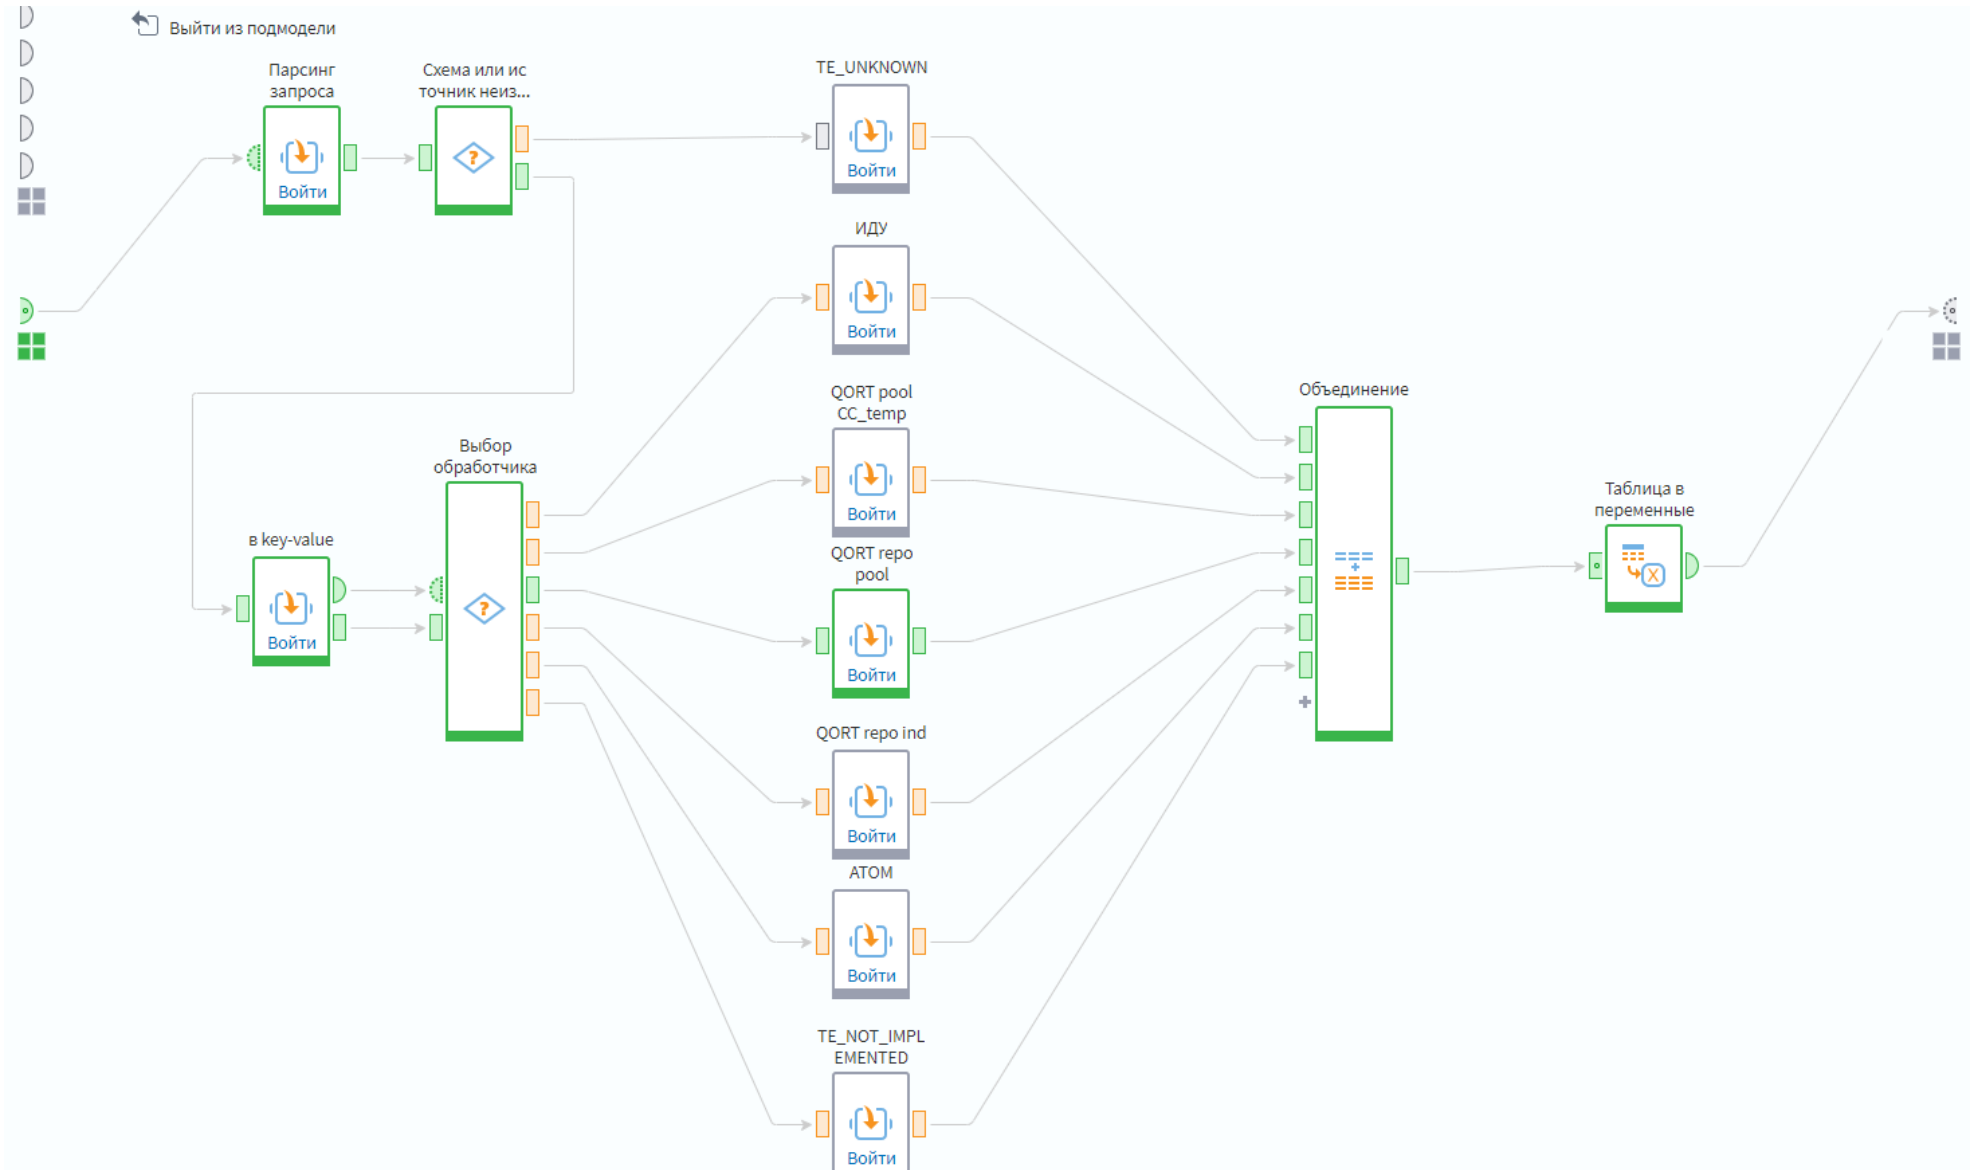 Выйти из подмодели
Парсинг
запроса
Войти
Схема или ис
точник неиз...
TE_UNKNOWN
Войти
ИДУ
Войти
QORT pool
CC_temp
Войти
QORT repo
pool
Войти
QORT repo ind
Войти
АТОМ
Войти
TE_NOT_IMPL
EMENTED
Войти
в key-value
Войти
Выбор
обработчика
Объединение
Таблица в
переменные